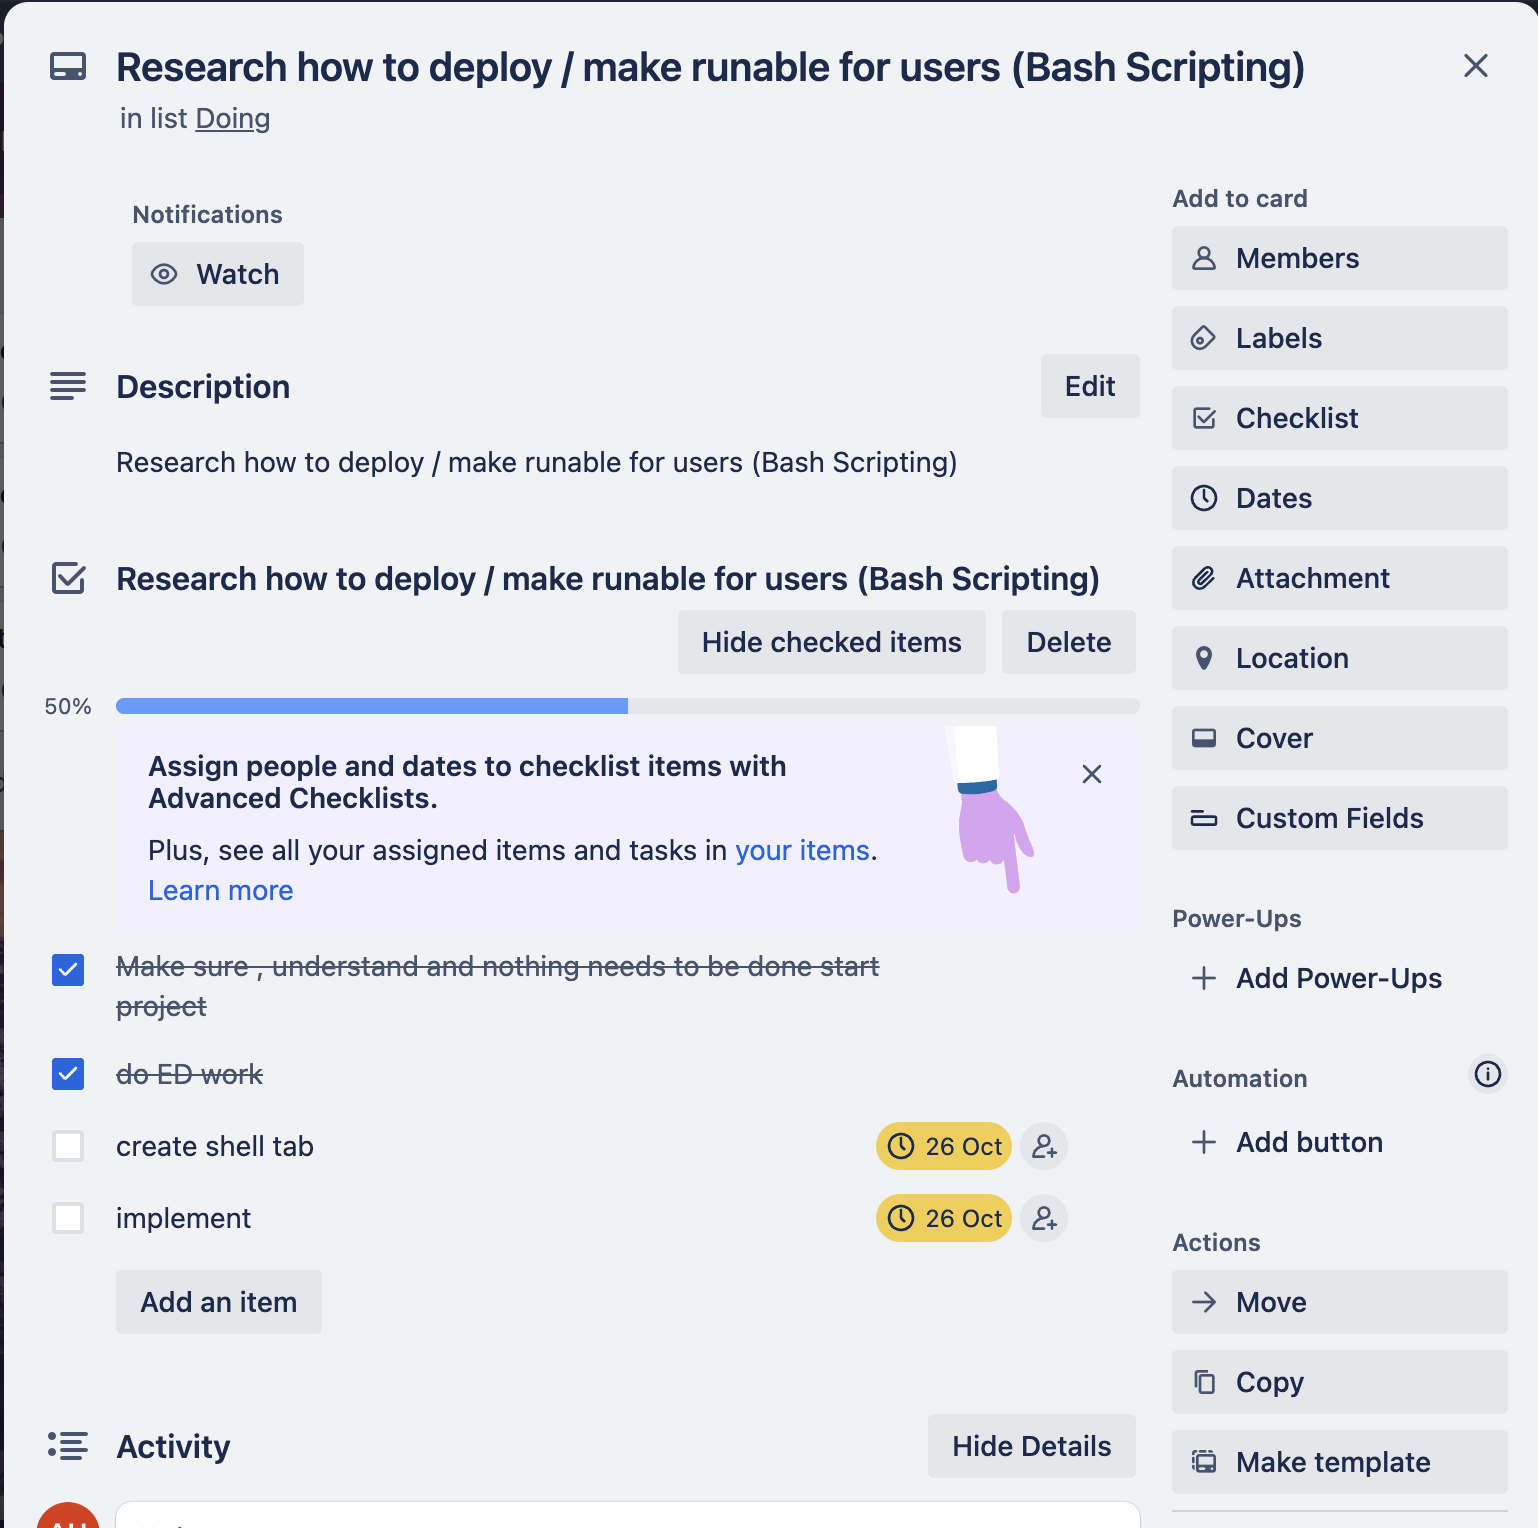 Research how to deploy / make runable for users (Bash Scripting)
in list Doing
Notifications
Watch
Description
Edit
Research how to deploy / make runable for users (Bash Scripting)
Research how to deploy / make runable for users (Bash Scripting)
Hide checked items
Delete
50%
Assign people and dates to checklist items with
Advanced Checklists.
Plus, see all your assigned items and tasks in your items.
Learn more
Make sure , understand and nothing needs to be done start
project
do ED work
create shell tab
26 Oct
implement
26 Oct
Add an item
Activity
Hide Details
Add to card
Members
Labels
Checklist
Dates
Attachment
Location
Cover
Custom Fields
Power-Ups
Add Power-Ups
Automation
Add button
Actions
Move
Copy
Make template